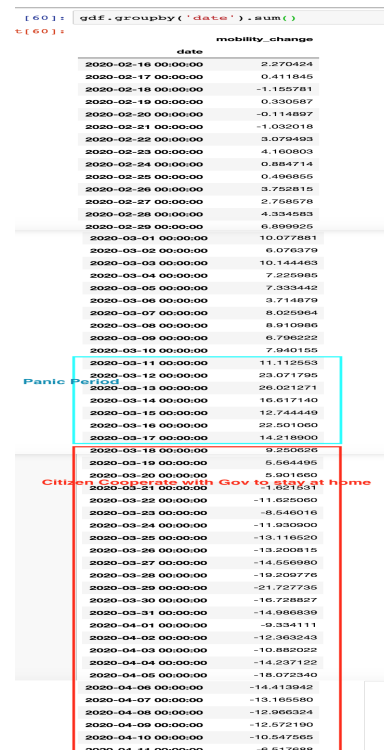 [60]: gdf.groupby('date').sum()
t[60]:
mobility_change
date
2020-02-16 00:00:00 2.270424
2020-02-17 00:00:00 0.411845
2020-02-18 00:00:00 -1.155781
2020-02-19 00:00:00 0.330587
2020-02-20 00:00:00 -0.114897
2020-02-21 00:00:00 -1.032018
2020-02-22 00:00:00 3.079493
2020-02-23 00:00:00 4.160803
2020-02-24 00:00:00 0.884714
2020-02-25 00:00:00 0.496855
2020-02-26 00:00:00 3.752815
2020-02-27 00:00:00 2.758578
2020-02-28 00:00:00 4.334583
2020-02-29 00:00:00 6.899925
2020-03-01 00:00:00 10.077881
2020-03-02 00:00:00 6.076379
2020-03-03 00:00:00 10.144463
2020-03-04 00:00:00 7.225985
2020-03-05 00:00:00 7.333442
2020-03-06 00:00:00 3.714879
2020-03-07 00:00:00 8.025964
2020-03-08 00:00:00 8.910986
2020-03-09 00:00:00 6.796222
2020-03-10 00:00:00 7.940155
2020-03-11 00:00:00 11.112553
2020-03-12 00:00:00 23.071795
Panic Period
2020-03-13 00:00:00 26.021271
2020-03-14 00:00:00 16.617140
2020-03-15 00:00:00 12.744449
2020-03-16 00:00:00 22.501060
2020-03-17 00:00:00 14.218900
2020-03-18 00:00:00 9.250626
2020-03-19 00:00:00 5.564495
2020-03-20 00:00:00 5.901660
Citizen Cooperate with Gov to stay at home
2020-03-21 00:00:00 -1.621531
2020-03-22 00:00:00 -11.625060
2020-03-23 00:00:00 -8.546016
2020-03-24 00:00:00 -11.930900
2020-03-25 00:00:00 -13.116520
2020-03-26 00:00:00 -13.200815
2020-03-27 00:00:00 -14.556980
2020-03-28 00:00:00 -19.209776
2020-03-29 00:00:00 -21.727735
2020-03-30 00:00:00 -16.728827
2020-03-31 00:00:00 -14.986839
2020-04-01 00:00:00 -9.334111
2020-04-02 00:00:00 -12.363243
2020-04-03 00:00:00 -10.882022
2020-04-04 00:00:00 -14.237122
2020-04-05 00:00:00 -18.072340
2020-04-06 00:00:00 -14.413942
2020-04-07 00:00:00 -13.165580
2020-04-08 00:00:00 -12.966324
2020-04-09 00:00:00 -12.572190
2020-04-10 00:00:00 -10.547565